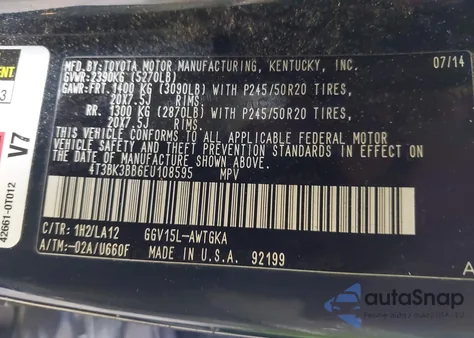 MFD.BY:TOYOTA MOTOR MANUFACTURING, KENTUCKY, INC. 07/14
GVWR:2390KG (5270LB)
GAWR:FRT. 1400 KG (3090LB) WITH P245/50R20 TIRES,
20X7.5J RIMS.
RR. 1300 KG (2870LB) WITH P245/50R20 TIRES,
20X7.5J RIMS.
THIS VEHICLE CONFORMS TO ALL APPLICABLE FEDERAL MOTOR
VEHICLE SAFETY AND THEFT PREVENTION STANDARDS IN EFFECT ON
THE DATE OF MANUFACTURE SHOWN ABOVE.
4T3BK3BB6EU108595 MPV
C/TR: 1H2/LA12 GGV15L-AWTGKA
A/TM:-02A/U660F MADE IN U.S.A. 92199
A
ENT.
3
V7
42661-0T012
autoSnap